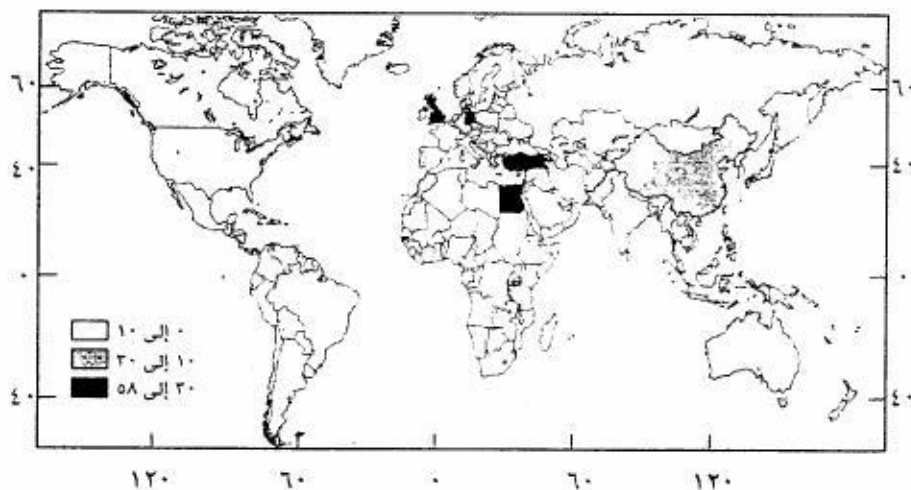 ٦٠ ٦٠
٤٠ ٤٠
٠ ٠
٠ إلى ١٠
١٠ إلى ٣٠
٣٠ إلى ٥٨
٤٠ ٤٠
١٢٠ ٦٠ ٠ ٦٠ ١٢٠